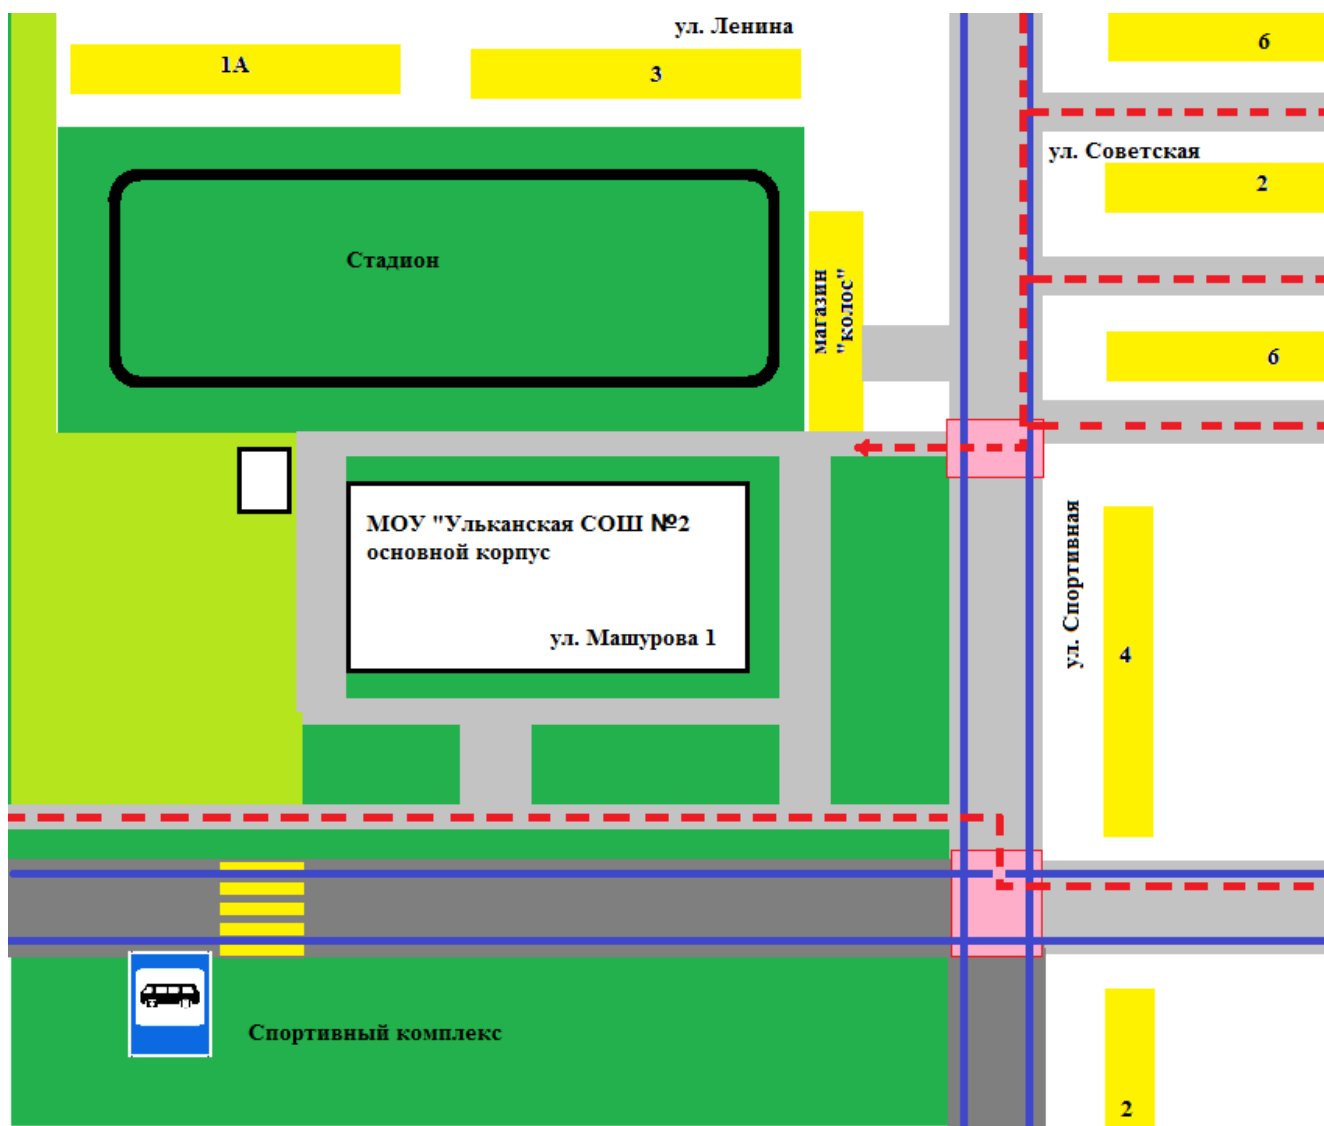 ул. Ленина
1А
3
6
ул. Советская
2
Стадион
магазин
"колос"
6
МОУ "Ульканская СОШ №2
основной корпус
ул. Машурова 1
ул. Спортивная
4
Спортивный комплекс
2